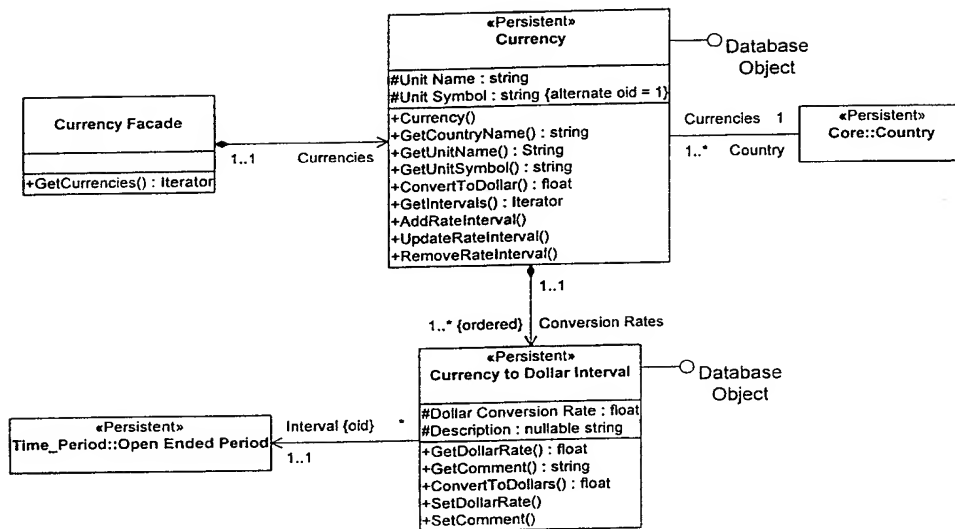 «Persistent»
Currency
Database
Object
#Unit Name : string
#Unit Symbol : string {alternate oid = 1}
+Currency()
+GetCountryName() : string
+GetUnitName() : String
+GetUnitSymbol() : string
+ConvertToDollar() : float
+GetIntervals() : Iterator
+AddRateInterval()
+UpdateRateInterval()
+RemoveRateInterval()
Currency Facade
+GetCurrencies() : Iterator
1..1
Currencies
Currencies 1
1..* Country
«Persistent»
Core::Country
1..1
1..* {ordered} Conversion Rates
«Persistent»
Currency to Dollar Interval
Database
Object
#Dollar Conversion Rate : float
#Description : nullable string
+GetDollarRate() : float
+GetComment() : string
+ConvertToDollars() : float
+SetDollarRate()
+SetComment()
Interval {oid} *
1..1
«Persistent»
Time_Period::Open Ended Period